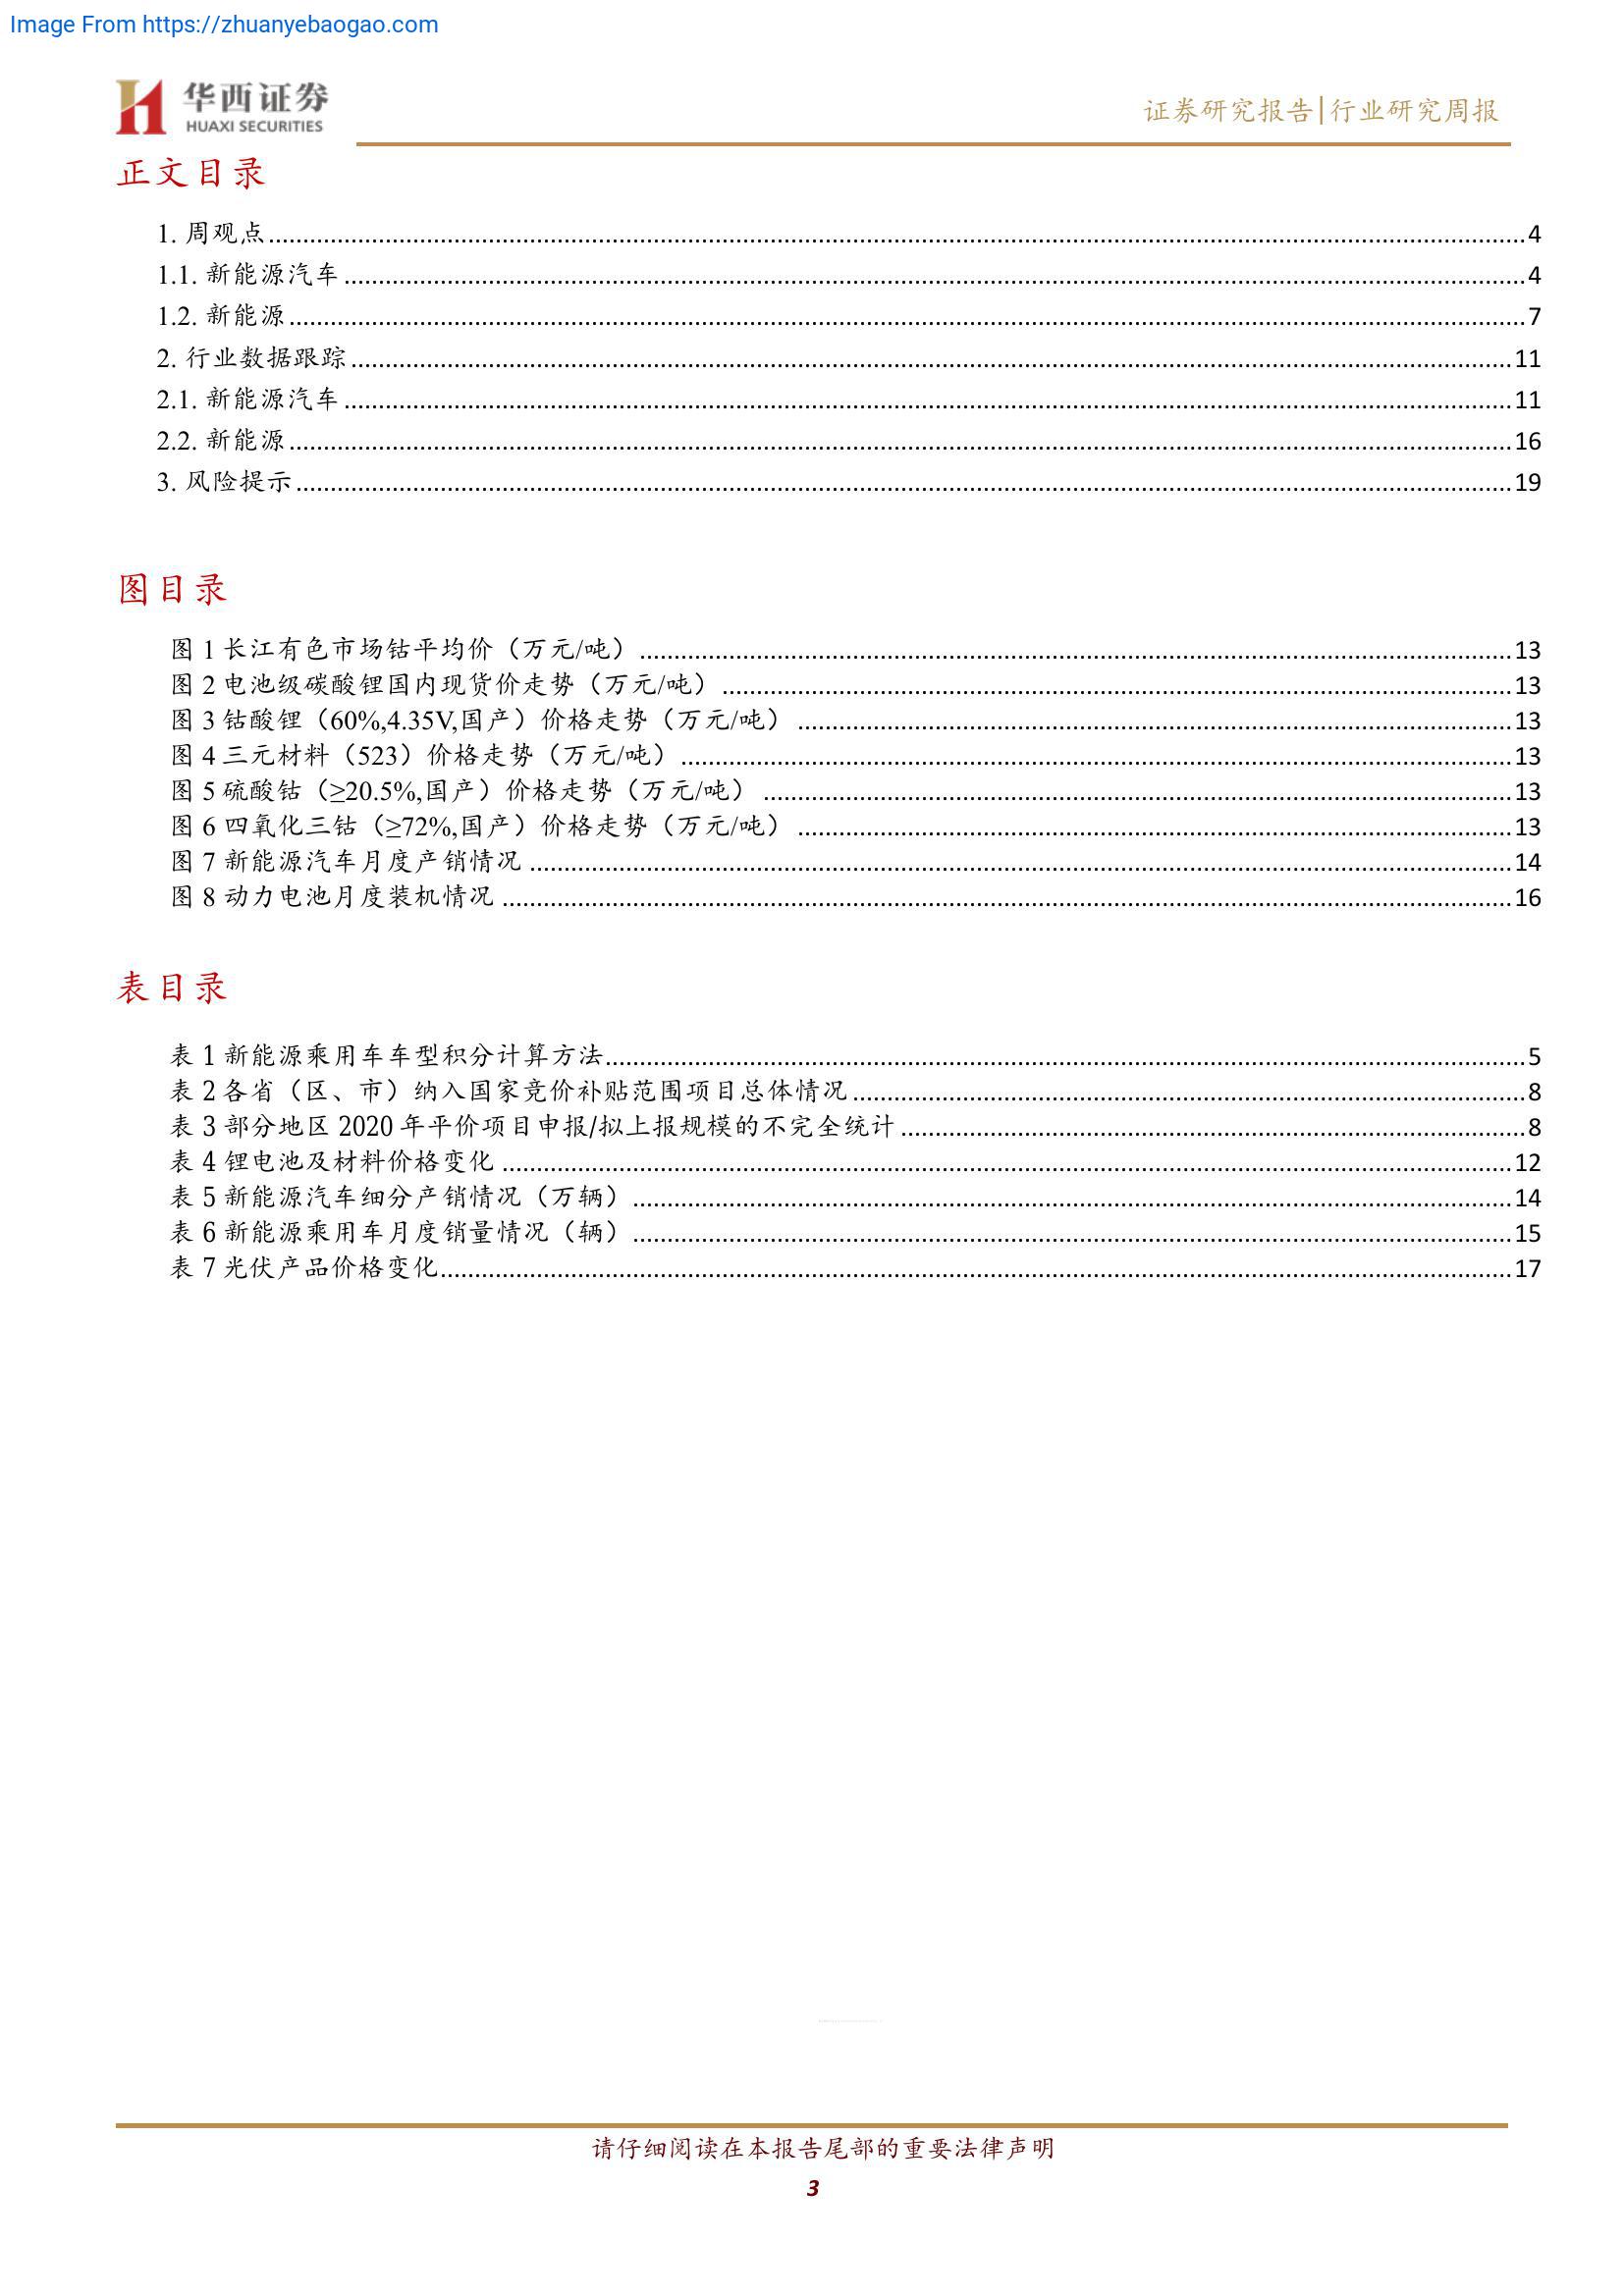 Image From https://zhuanyebaogao.com
华西证券
HUAXI SECURITIES
证券研究报告|行业研究周报
正文目录
1. 周观点 4
1.1. 新能源汽车 4
1.2. 新能源 7
2. 行业数据跟踪 11
2.1. 新能源汽车 11
2.2. 新能源 16
3. 风险提示 19
图目录
图 1 长江有色市场钴平均价（万元/吨） 13
图 2 电池级碳酸锂国内现货价走势（万元/吨） 13
图 3 钴酸锂（60%,4.35V,国产）价格走势（万元/吨） 13
图 4 三元材料（523）价格走势（万元/吨） 13
图 5 硫酸钴（≥20.5%,国产）价格走势（万元/吨） 13
图 6 四氧化三钴（≥72%,国产）价格走势（万元/吨） 13
图 7 新能源汽车月度产销情况 14
图 8 动力电池月度装机情况 16
表目录
表 1 新能源乘用车车型积分计算方法 5
表 2 各省（区、市）纳入国家竞价补贴范围项目总体情况 8
表 3 部分地区 2020 年平价项目申报/拟上报规模的不完全统计 8
表 4 锂电池及材料价格变化 12
表 5 新能源汽车细分产销情况（万辆） 14
表 6 新能源乘用车月度销量情况（辆） 15
表 7 光伏产品价格变化 17
请仔细阅读在本报告尾部的重要法律声明
3